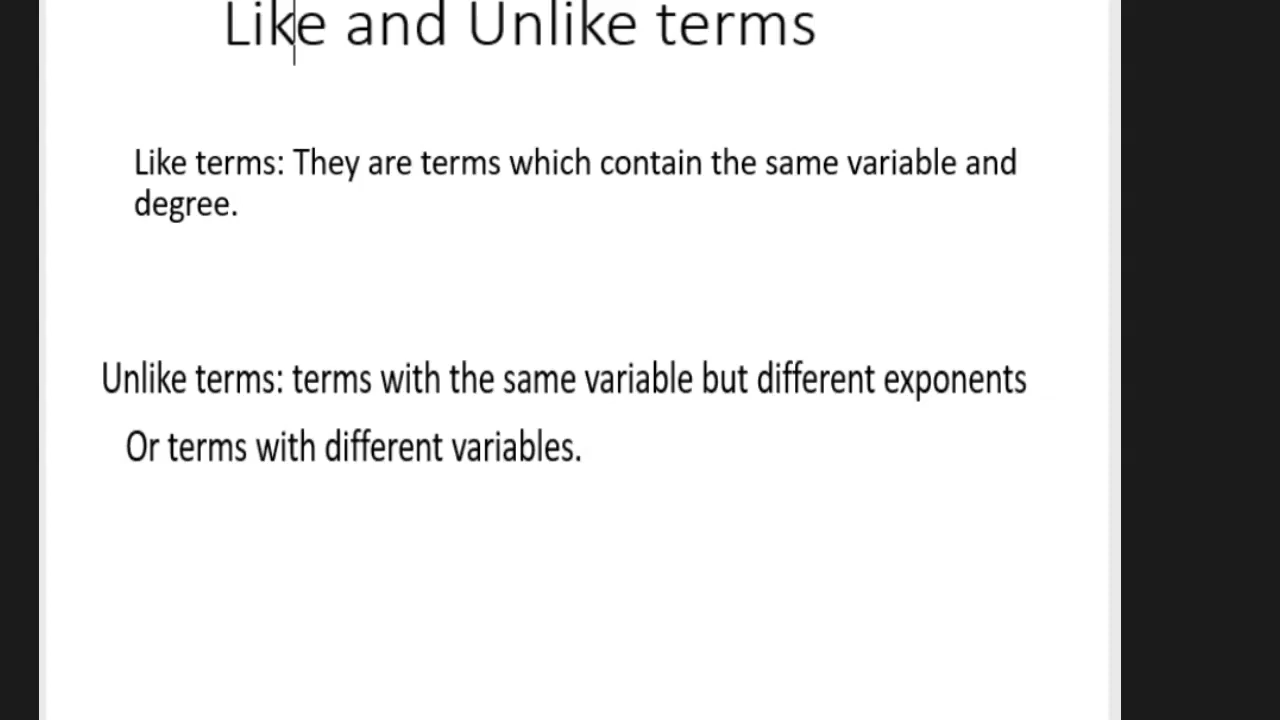 Like and Unlike terms
Like terms: They are terms which contain the same variable and
degree.
Unlike terms: terms with the same variable but different exponents
Or terms with different variables.